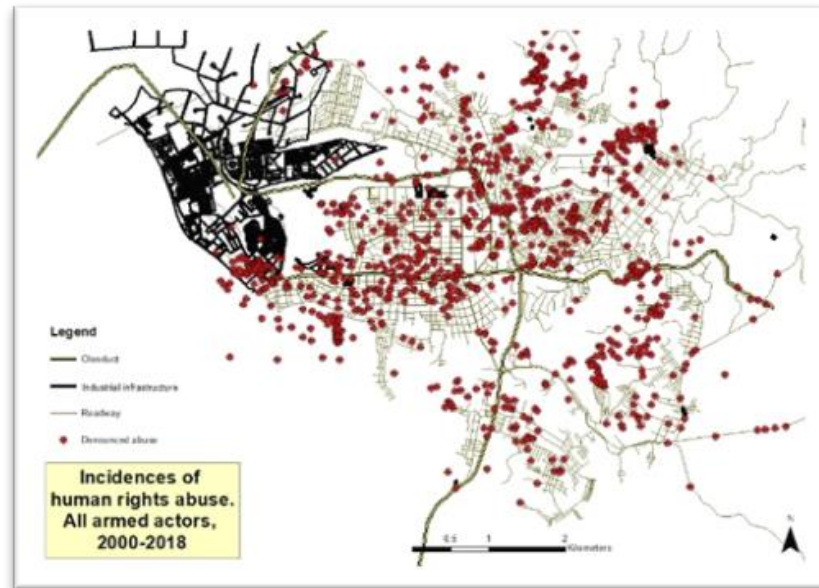 Legend
Oleoduct
Industrial infrastructure
Roadway
Denounced abuse
Incidences of
human rights abuse.
All armed actors,
2000-2018
0.5 1 2
Kilometers
N